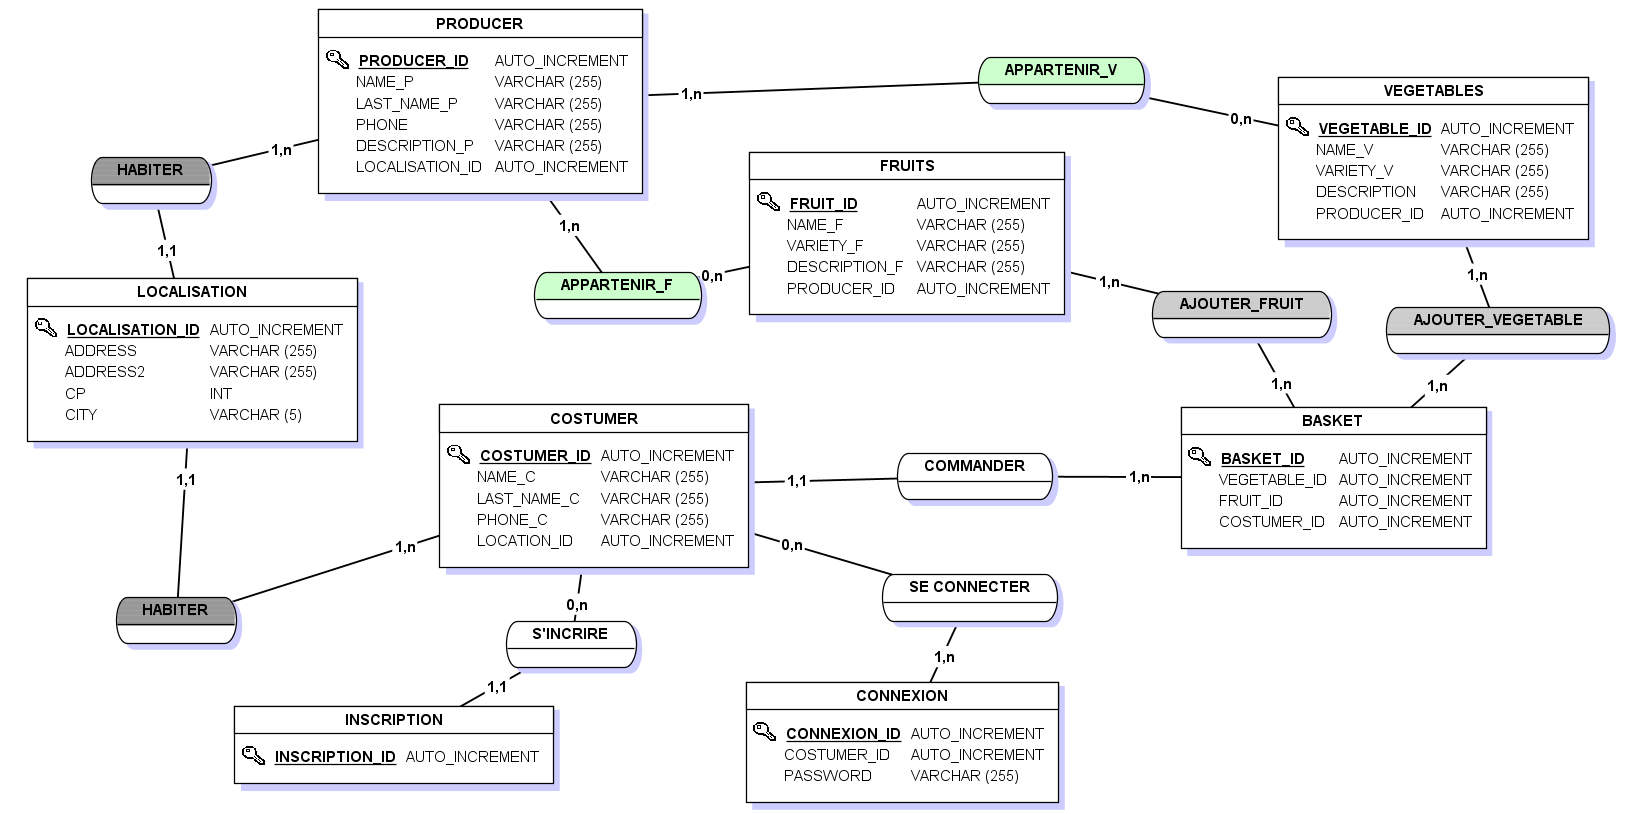 PRODUCER
PRODUCER_ID AUTO_INCREMENT
NAME_P VARCHAR (255)
LAST_NAME_P VARCHAR (255)
PHONE VARCHAR (255)
DESCRIPTION_P VARCHAR (255)
LOCALISATION_ID AUTO_INCREMENT
1,n
APPARTENIR_V
0,n
VEGETABLES
VEGETABLE_ID AUTO_INCREMENT
NAME_V VARCHAR (255)
VARIETY_V VARCHAR (255)
DESCRIPTION VARCHAR (255)
PRODUCER_ID AUTO_INCREMENT
1,n
HABITER
1,1
1,n
APPARTENIR_F
0,n
FRUITS
FRUIT_ID AUTO_INCREMENT
NAME_F VARCHAR (255)
VARIETY_F VARCHAR (255)
DESCRIPTION_F VARCHAR (255)
PRODUCER_ID AUTO_INCREMENT
1,n
AJOUTER_FRUIT
1,n
1,n
AJOUTER_VEGETABLE
1,n
LOCALISATION
LOCALISATION_ID AUTO_INCREMENT
ADDRESS VARCHAR (255)
ADDRESS2 VARCHAR (255)
CP INT
CITY VARCHAR (5)
1,1
HABITER
1,n
COSTUMER
COSTUMER_ID AUTO_INCREMENT
NAME_C VARCHAR (255)
LAST_NAME_C VARCHAR (255)
PHONE_C VARCHAR (255)
LOCATION_ID AUTO_INCREMENT
1,1
COMMANDER
1,n
BASKET
BASKET_ID AUTO_INCREMENT
VEGETABLE_ID AUTO_INCREMENT
FRUIT_ID AUTO_INCREMENT
COSTUMER_ID AUTO_INCREMENT
0,n
SE CONNECTER
1,n
0,n
S'INCRIRE
1,1
INSCRIPTION
INSCRIPTION_ID AUTO_INCREMENT
CONNEXION
CONNEXION_ID AUTO_INCREMENT
COSTUMER_ID AUTO_INCREMENT
PASSWORD VARCHAR (255)